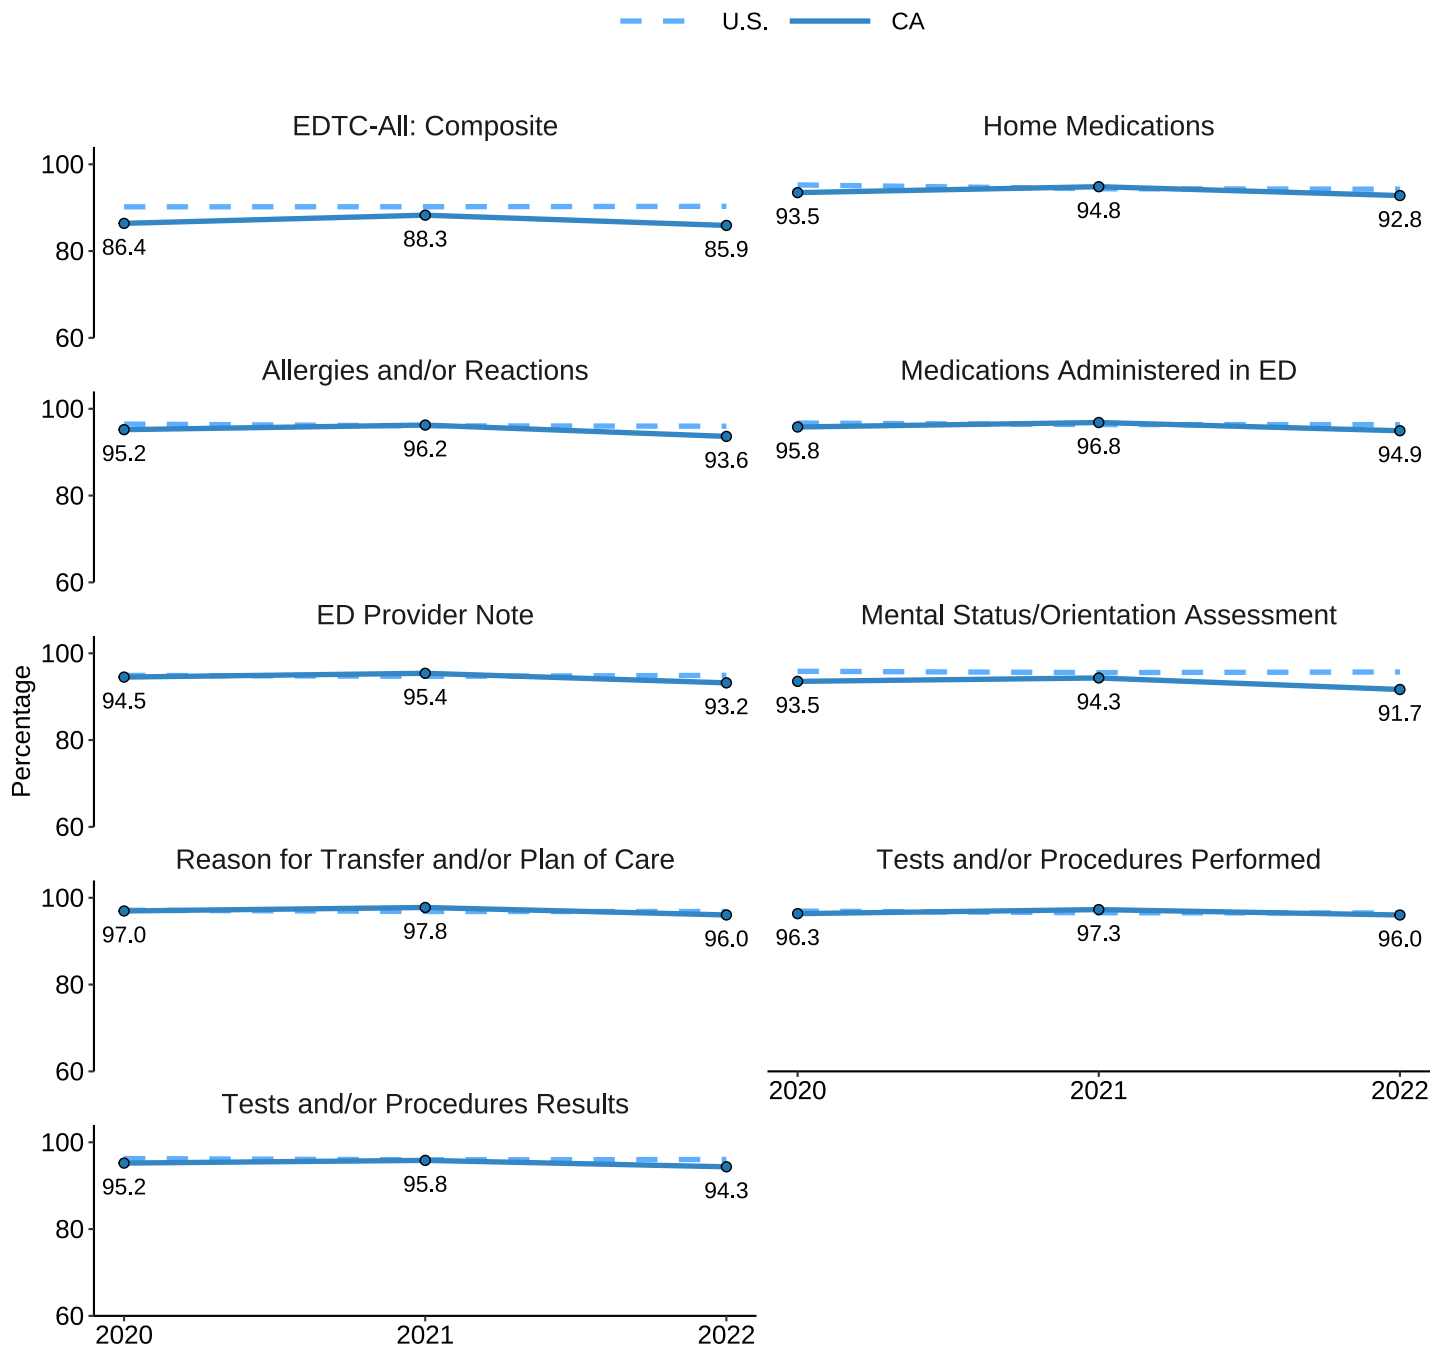 U.S. CA
EDTC-All: Composite
100
80
60
86.4 88.3 85.9
Home Medications
93.5 94.8 92.8
Allergies and/or Reactions
100
80
60
95.2 96.2 93.6
Medications Administered in ED
95.8 96.8 94.9
Percentage
ED Provider Note
100
80
60
94.5 95.4 93.2
Mental Status/Orientation Assessment
93.5 94.3 91.7
Reason for Transfer and/or Plan of Care
100
80
60
97.0 97.8 96.0
Tests and/or Procedures Performed
96.3 97.3 96.0
2020 2021 2022
Tests and/or Procedures Results
100
80
60
95.2 95.8 94.3
2020 2021 2022